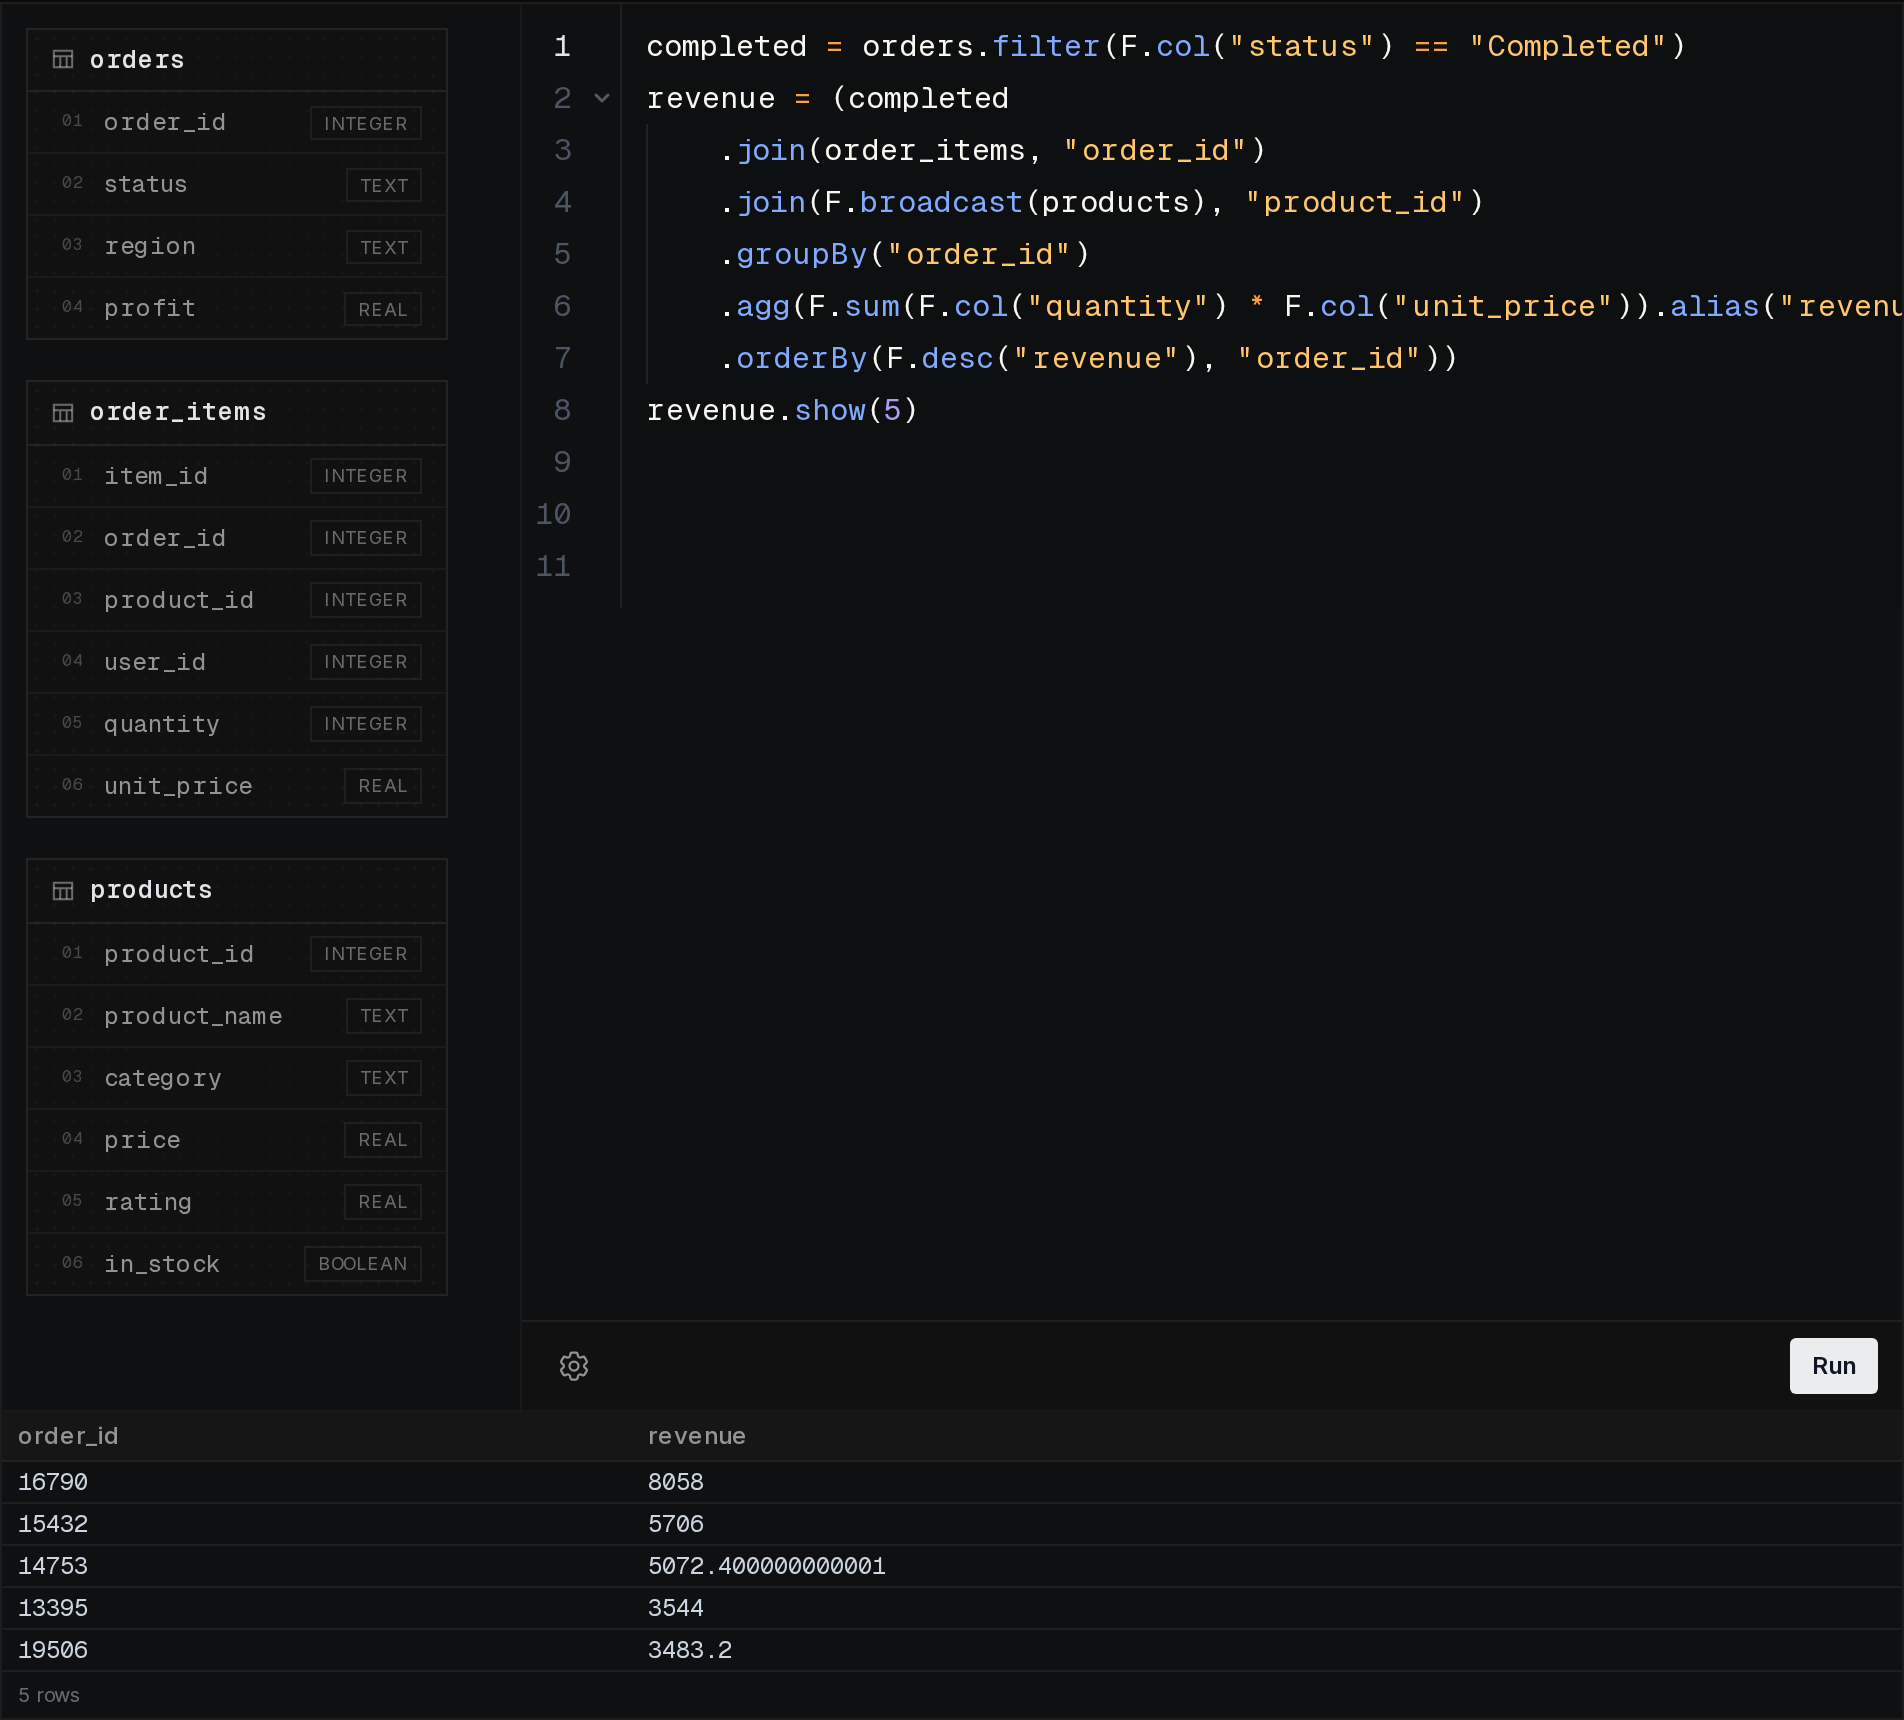 orders
01 order_id INTEGER
02 status TEXT
03 region TEXT
04 profit REAL
order_items
01 item_id INTEGER
02 order_id INTEGER
03 product_id INTEGER
04 user_id INTEGER
05 quantity INTEGER
06 unit_price REAL
products
01 product_id INTEGER
02 product_name TEXT
03 category TEXT
04 price REAL
05 rating REAL
06 in_stock BOOLEAN
1 completed = orders.filter(F.col("status") == "Completed")
2 revenue = (completed
3 .join(order_items, "order_id")
4 .join(F.broadcast(products), "product_id")
5 .groupBy("order_id")
6 .agg(F.sum(F.col("quantity") * F.col("unit_price")).alias("revenu
7 .orderBy(F.desc("revenue"), "order_id"))
8 revenue.show(5)
9
10
11
Run
order_id revenue
16790 8058
15432 5706
14753 5072.400000000001
13395 3544
19506 3483.2
5 rows